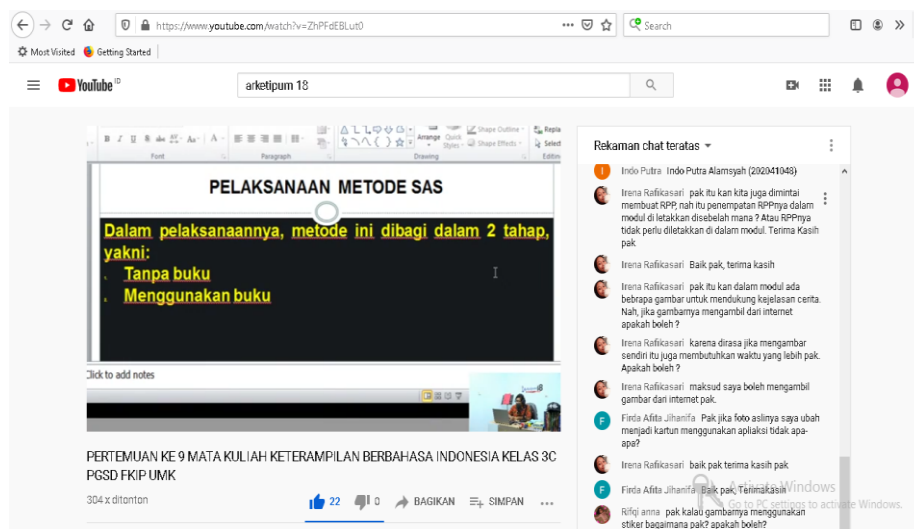 https://www.youtube.com/watch?v=ZhPFdEBLut0
Search
Most Visited
Getting Started
YouTube ID
arketipum 18
Font
Paragraph
Drawing
Arrange
Quick
Styles
Shape Outline
Shape Effects
Repla
Select
Editin
PELAKSANAAN METODE SAS
Dalam pelaksanaannya, metode ini dibagi dalam 2 tahap,
yakni:
Tanpa buku
Menggunakan buku
Click to add notes
PERTEMUAN KE 9 MATA KULIAH KETERAMPILAN BERBAHASA INDONESIA KELAS 3C
PGSD FKIP UMK
304 x ditonton
22
0
BAGIKAN
SIMPAN
Rekaman chat teratas
Indo Putra Indo Putra Alamsyah (202041048)
Irena Rafikasari pak itu kan kita juga dimintai
membuat RPP, nah itu penempatan RPPnya dalam
modul di letakkan disebelah mana ? Atau RPPnya
tidak perlu diletakkan di dalam modul. Terima Kasih
pak
Irena Rafikasari Baik pak, terima kasih
Irena Rafikasari pak itu kan dalam modul ada
bebrapa gambar untuk mendukung kejelasan cerita.
Nah, jika gambarnya mengambil dari internet
apakah boleh ?
Irena Rafikasari karena dirasa jika mengambar
sendiri itu juga membutuhkan waktu yang lebih pak.
Apakah boleh ?
Irena Rafikasari maksud saya boleh mengambil
gambar dari internet pak.
Firda Afita Jihanifa Pak jika foto aslinya saya ubah
menjadi kartun menggunakan apliaksi tidak apa-
apa?
Irena Rafikasari baik pak terima kasih pak
Firda Afita Jihanifa Baik pak, Terimakasih
Rifqi anna pak kalau gambarnya menggunakan
stiker bagaimana pak? apakah boleh?
Activate Windows
Go to PC settings to activate Windows.